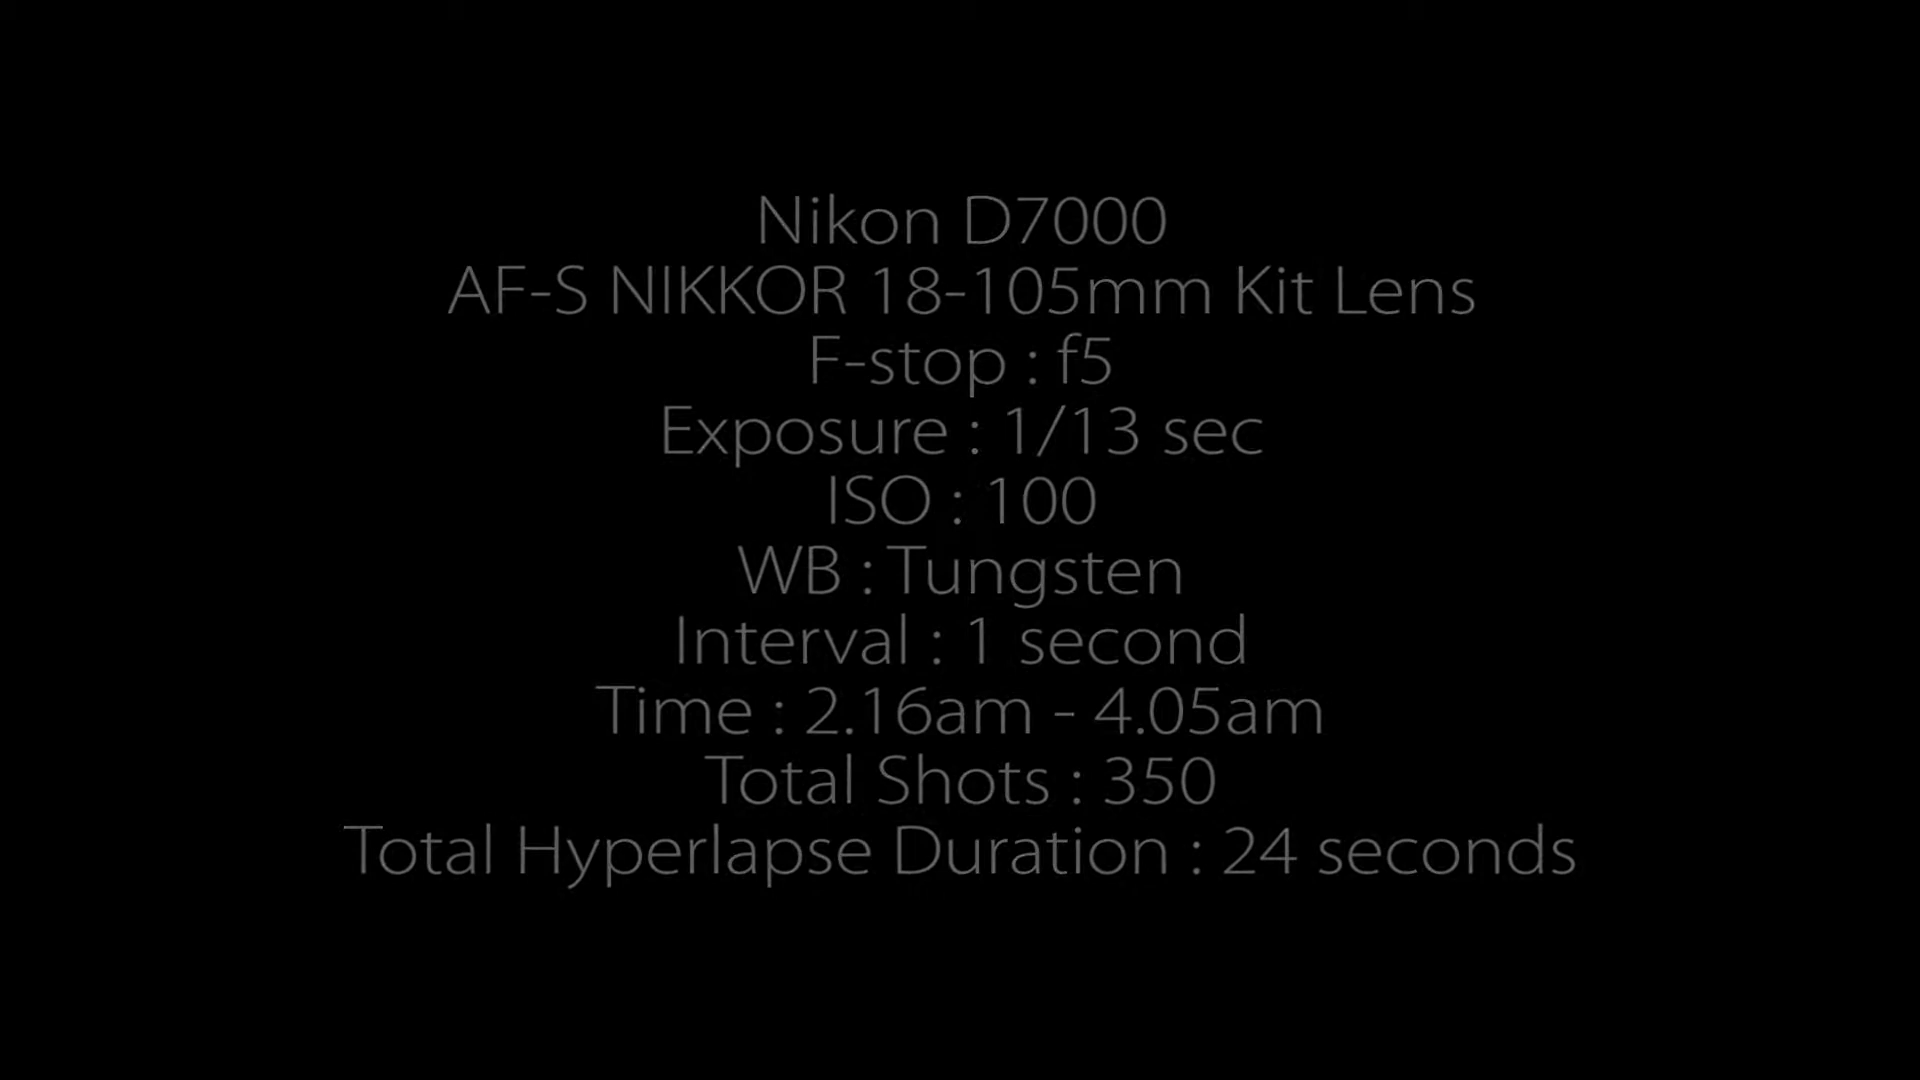 Nikon D7000
AF-S NIKKOR 18-105mm Kit Lens
F-stop : f5
Exposure : 1/13 sec
ISO : 100
WB : Tungsten
Interval : 1 second
Time : 2.16am - 4.05am
Total Shots : 350
Total Hyperlapse Duration : 24 seconds